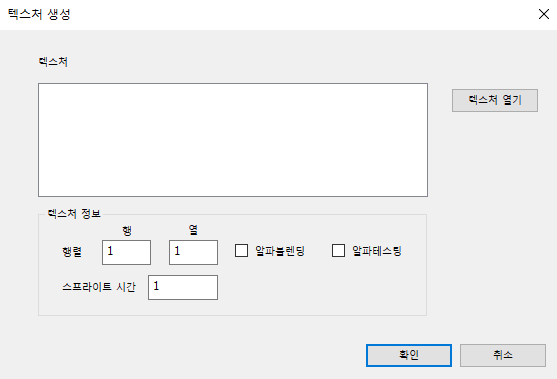 텍스처 생성
텍스처
텍스처 열기
텍스처 정보
행 열
행렬 1 1 알파블렌딩 알파테스팅
스프라이트 시간 1
확인 취소